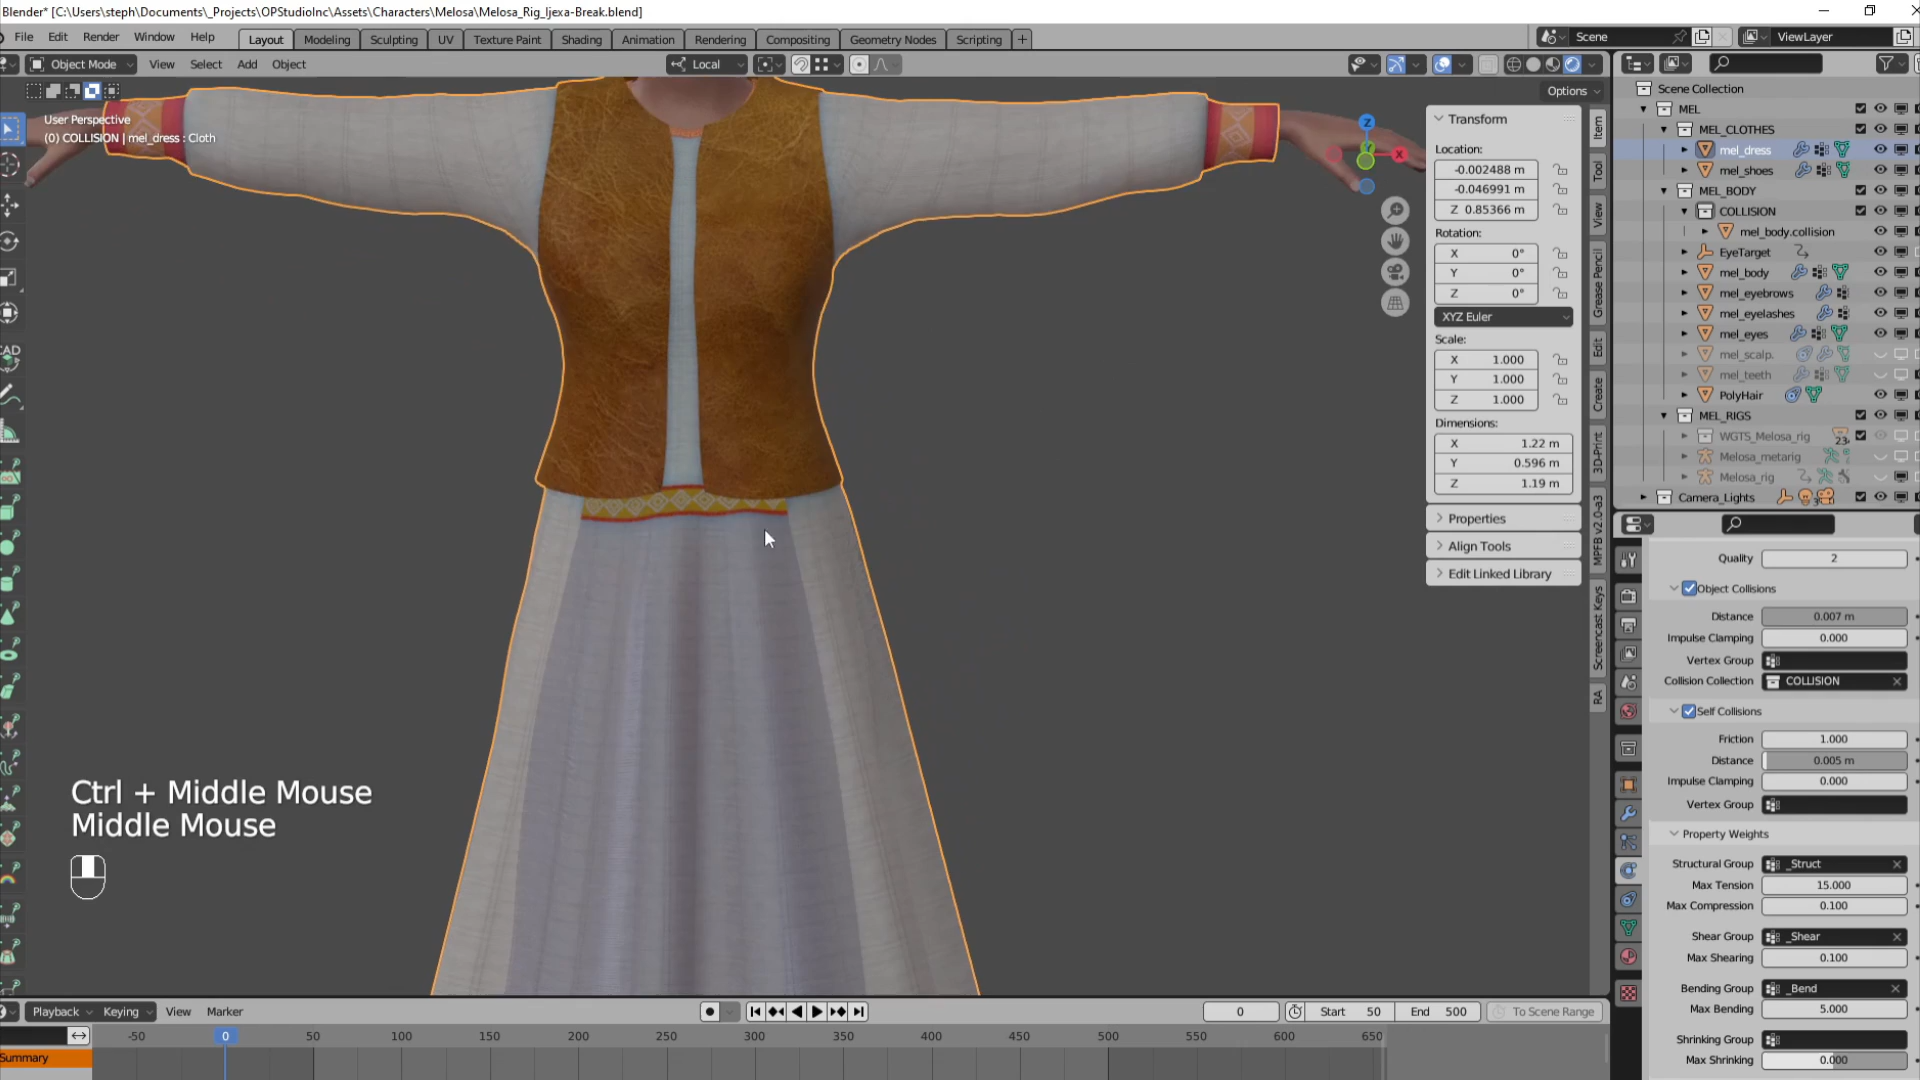 Blender* [C:\Users\steph\Documents\_Projects\OPStudioInc\Assets\Characters\Melosa\Melosa_Rig_Ijexa-Break.blend]
File Edit Render Window Help Layout Modeling Sculpting UV Texture Paint Shading Animation Rendering Compositing Geometry Nodes Scripting + Scene ViewLayer
Object Mode View Select Add Object Local
Options
User Perspective
(0) COLLISION | mel_dress : Cloth
Z
X
CAD
Transform
Location:
-0.002488 m
-0.046991 m
Z 0.85366 m
Rotation:
X 0°
Y 0°
Z 0°
XYZ Euler
Scale:
X 1.000
Y 1.000
Z 1.000
Dimensions:
X 1.22 m
Y 0.596 m
Z 1.19 m
Properties
Align Tools
Edit Linked Library
Item
Tool
View
Grease Pencil
Edit
Create
3D-Print
MPFB v2.0-a3
Screencast Keys
RA
Scene Collection
MEL
MEL_CLOTHES
mel_dress
mel_shoes
MEL_BODY
COLLISION
mel_body.collision
EyeTarget
mel_body
mel_eyebrows
mel_eyelashes
mel_eyes
mel_scalp.
mel_teeth
PolyHair
MEL_RIGS
WGTS_Melosa_rig 23
Melosa_metarig
Melosa_rig
Camera_Lights 3
Quality 2
Object Collisions
Distance 0.007 m
Impulse Clamping 0.000
Vertex Group
Collision Collection COLLISION
Self Collisions
Friction 1.000
Distance 0.005 m
Impulse Clamping 0.000
Vertex Group
Property Weights
Structural Group _Struct
Max Tension 15.000
Max Compression 0.100
Shear Group _Shear
Max Shearing 0.100
Bending Group _Bend
Max Bending 5.000
Shrinking Group
Max Shrinking 0.000
Ctrl + Middle Mouse
Middle Mouse
Playback Keying View Marker 0 Start 50 End 500 To Scene Range
-50 0 50 100 150 200 250 300 350 400 450 500 550 600 650
Summary